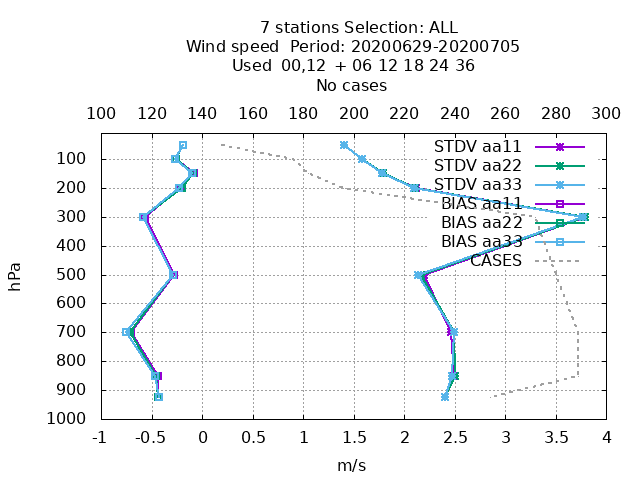 7 stations Selection: ALL
Wind speed  Period: 20200629-20200705
Used  00,12  + 06 12 18 24 36
No cases
100 120 140 160 180 200 220 240 260 280 300
STDV aa11
STDV aa22
STDV aa33
BIAS aa11
BIAS aa22
BIAS aa33
CASES
hPa
100
200
300
400
500
600
700
800
900
1000
-1 -0.5 0 0.5 1 1.5 2 2.5 3 3.5 4
m/s